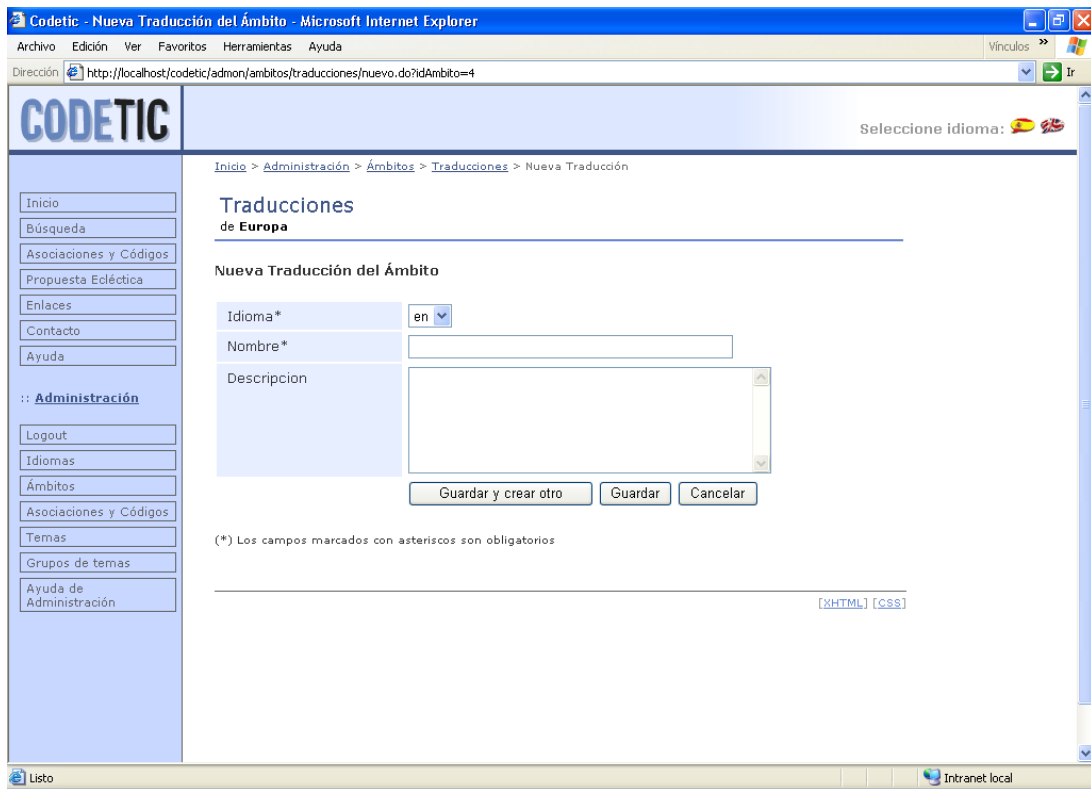 Codetic - Nueva Traducción del Ámbito - Microsoft Internet Explorer
Archivo Edición Ver Favoritos Herramientas Ayuda Vínculos »
Dirección http://localhost/codetic/admon/ambitos/traducciones/nuevo.do?idAmbito=4 Ir
CODETIC
Seleccione idioma:
Inicio > Administración > Ámbitos > Traducciones > Nueva Traducción
Inicio
Búsqueda
Asociaciones y Códigos
Propuesta Ecléctica
Enlaces
Contacto
Ayuda
:: Administración
Logout
Idiomas
Ámbitos
Asociaciones y Códigos
Temas
Grupos de temas
Ayuda de
Administración
Traducciones
de Europa
Nueva Traducción del Ámbito
Idioma* en
Nombre*
Descripcion
Guardar y crear otro Guardar Cancelar
(*) Los campos marcados con asteriscos son obligatorios
[XHTML] [CSS]
Listo Intranet local